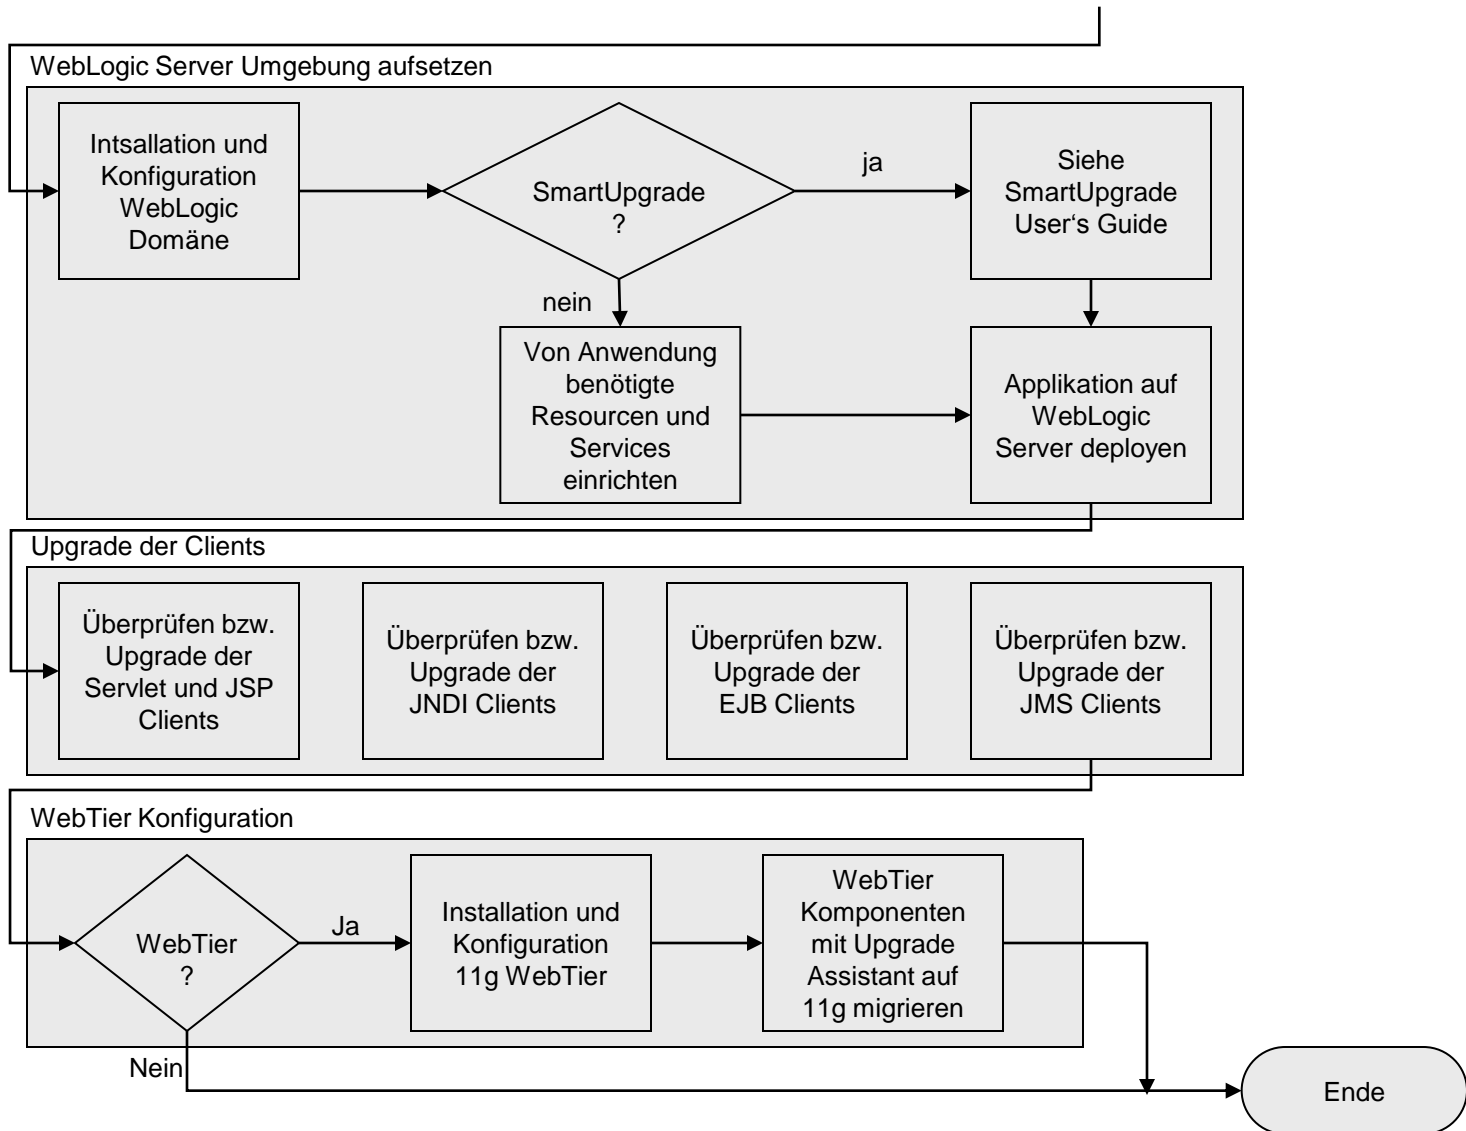 WebLogic Server Umgebung aufsetzen
Intsallation und
Konfiguration
WebLogic
Domäne
SmartUpgrade
?
ja
Siehe
SmartUpgrade
User‘s Guide
nein
Von Anwendung
benötigte
Resourcen und
Services
einrichten
Applikation auf
WebLogic
Server deployen
Upgrade der Clients
Überprüfen bzw.
Upgrade der
Servlet und JSP
Clients
Überprüfen bzw.
Upgrade der
JNDI Clients
Überprüfen bzw.
Upgrade der
EJB Clients
Überprüfen bzw.
Upgrade der
JMS Clients
WebTier Konfiguration
WebTier
?
Ja
Installation und
Konfiguration
11g WebTier
WebTier
Komponenten
mit Upgrade
Assistant auf
11g migrieren
Nein
Ende